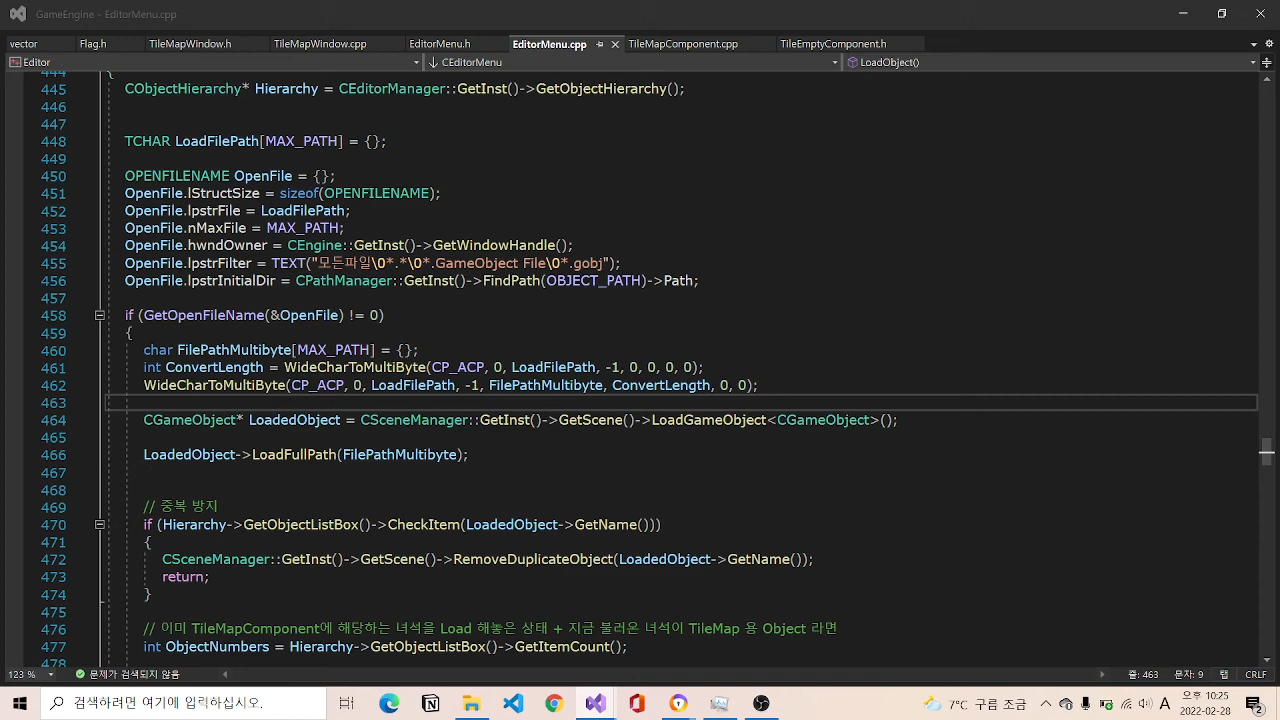 GameEngine - EditorMenu.cpp
vector Flag.h TileMapWindow.h TileMapWindow.cpp EditorMenu.h EditorMenu.cpp TileMapComponent.cpp TileEmptyComponent.h
Editor CEditorMenu LoadObject()
444 {
445 CObjectHierarchy* Hierarchy = CEditorManager::GetInst()->GetObjectHierarchy();
446
447
448 TCHAR LoadFilePath[MAX_PATH] = {};
449
450 OPENFILENAME OpenFile = {};
451 OpenFile.lStructSize = sizeof(OPENFILENAME);
452 OpenFile.lpstrFile = LoadFilePath;
453 OpenFile.nMaxFile = MAX_PATH;
454 OpenFile.hwndOwner = CEngine::GetInst()->GetWindowHandle();
455 OpenFile.lpstrFilter = TEXT("모든파일\0*.*\0*.GameObject File\0*.gobj");
456 OpenFile.lpstrInitialDir = CPathManager::GetInst()->FindPath(OBJECT_PATH)->Path;
457
458 if (GetOpenFileName(&OpenFile) != 0)
459 {
460 char FilePathMultibyte[MAX_PATH] = {};
461 int ConvertLength = WideCharToMultiByte(CP_ACP, 0, LoadFilePath, -1, 0, 0, 0, 0);
462 WideCharToMultiByte(CP_ACP, 0, LoadFilePath, -1, FilePathMultibyte, ConvertLength, 0, 0);
463
464 CGameObject* LoadedObject = CSceneManager::GetInst()->GetScene()->LoadGameObject<CGameObject>();
465
466 LoadedObject->LoadFullPath(FilePathMultibyte);
467
468
469 // 중복 방지
470 if (Hierarchy->GetObjectListBox()->CheckItem(LoadedObject->GetName()))
471 {
472 CSceneManager::GetInst()->GetScene()->RemoveDuplicateObject(LoadedObject->GetName());
473 return;
474 }
475
476 // 이미 TileMapComponent에 해당하는 녀석을 Load 해놓은 상태 + 지금 불러온 녀석이 TileMap 용 Object 라면
477 int ObjectNumbers = Hierarchy->GetObjectListBox()->GetItemCount();
478
123 % 문제가 검색되지 않음 줄: 463 문자: 9 탭 CRLF
검색하려면 여기에 입력하십시오. 7°C 구름 조금 A 오후 10:25
2022-02-28 2